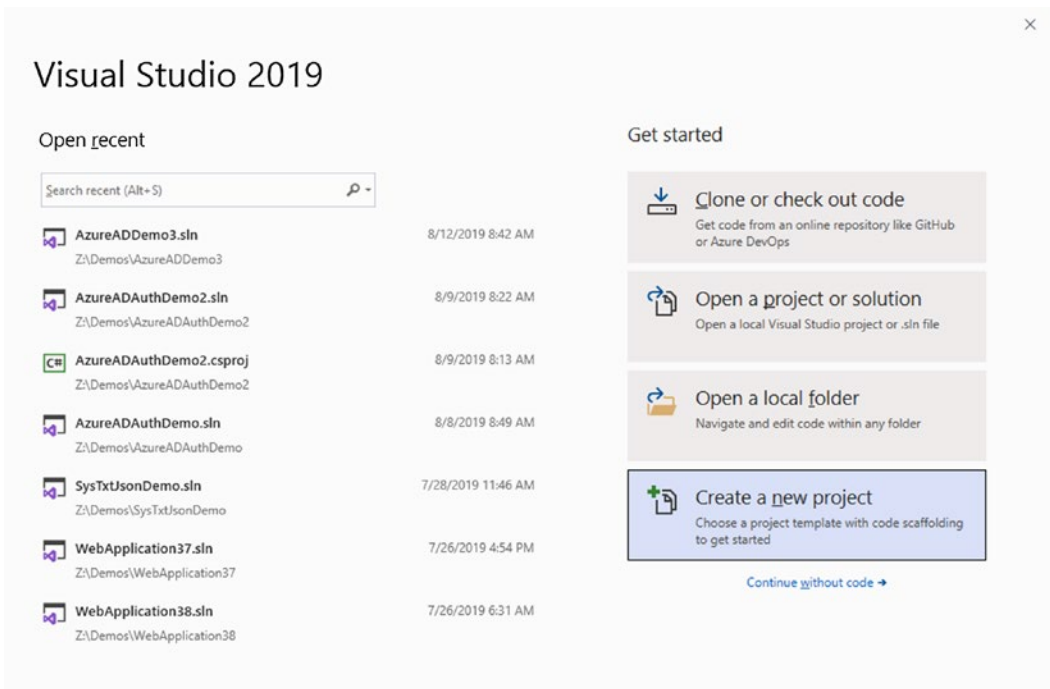 Visual Studio 2019
Open recent
Search recent (Alt+S)
AzureADDemo3.sln 8/12/2019 8:42 AM
Z:\Demos\AzureADDemo3
AzureADAuthDemo2.sln 8/9/2019 8:22 AM
Z:\Demos\AzureADAuthDemo2
C# AzureADAuthDemo2.csproj 8/9/2019 8:13 AM
Z:\Demos\AzureADAuthDemo2
AzureADAuthDemo.sln 8/8/2019 8:49 AM
Z:\Demos\AzureADAuthDemo
SysTxtJsonDemo.sln 7/28/2019 11:46 AM
Z:\Demos\SysTxtJsonDemo
WebApplication37.sln 7/26/2019 4:54 PM
Z:\Demos\WebApplication37
WebApplication38.sln 7/26/2019 6:31 AM
Z:\Demos\WebApplication38
Get started
Clone or check out code
Get code from an online repository like GitHub
or Azure DevOps
Open a project or solution
Open a local Visual Studio project or .sln file
Open a local folder
Navigate and edit code within any folder
Create a new project
Choose a project template with code scaffolding
to get started
Continue without code →